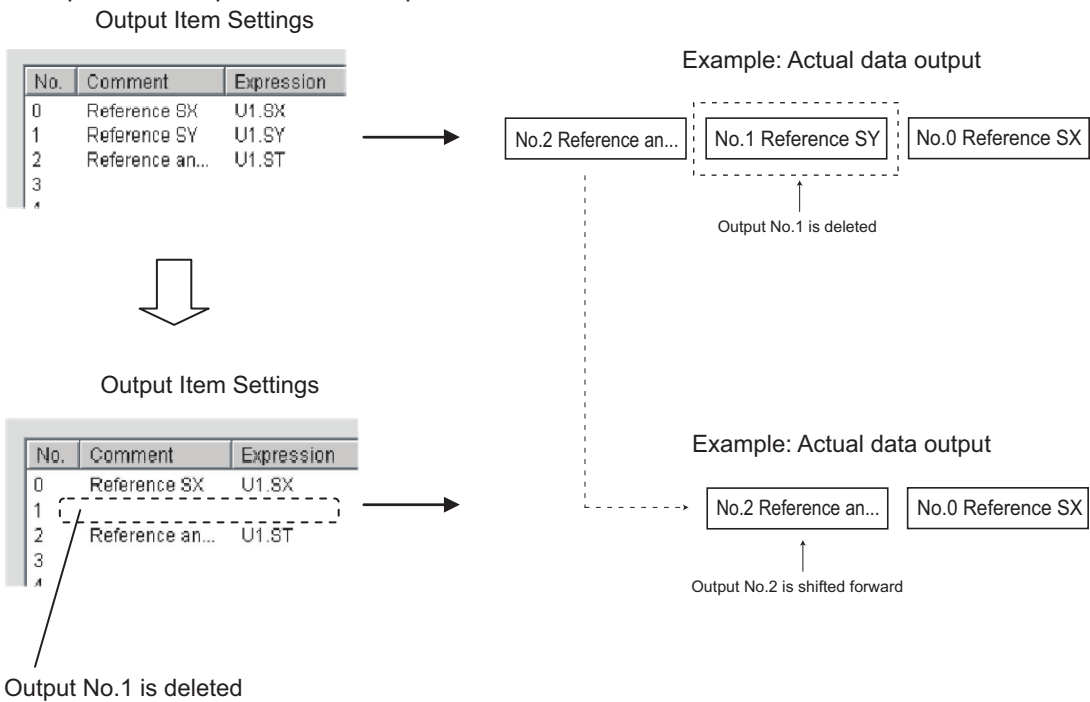 Output Item Settings
No. Comment Expression
0 Reference SX U1.SX
1 Reference SY U1.SY
2 Reference an... U1.ST
3
Example: Actual data output
No.2 Reference an...
No.1 Reference SY
No.0 Reference SX
Output No.1 is deleted
Output Item Settings
No. Comment Expression
0 Reference SX U1.SX
1
2 Reference an... U1.ST
3
Example: Actual data output
No.2 Reference an...
No.0 Reference SX
Output No.2 is shifted forward
Output No.1 is deleted